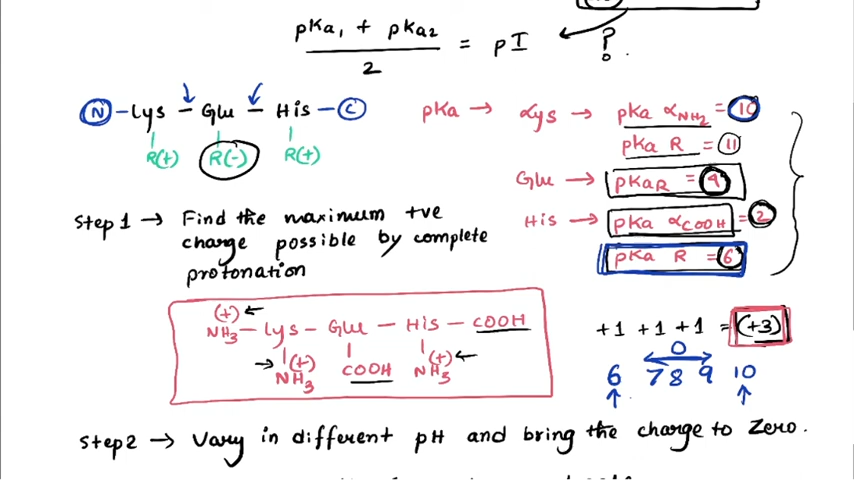 pKa₁ + pKa₂ / 2 = pI ?
N – Lys – Glu – His – C
R(+) R(-) R(+)
pKa → Lys → pKa αNH₂ = 10
pKa R = 11
Glu → pKaR = 4
His → pKa αCOOH = 2
pKa R = 6
Step 1 → Find the maximum +ve
charge possible by complete
protonation
(+)
NH₃ – Lys – Glu – His – COOH
(+) (+)
NH₃ COOH NH₃
+1 +1 +1 = (+3)
0
6 7 8 9 10
Step2 → Vary in different pH and bring the charge to Zero.